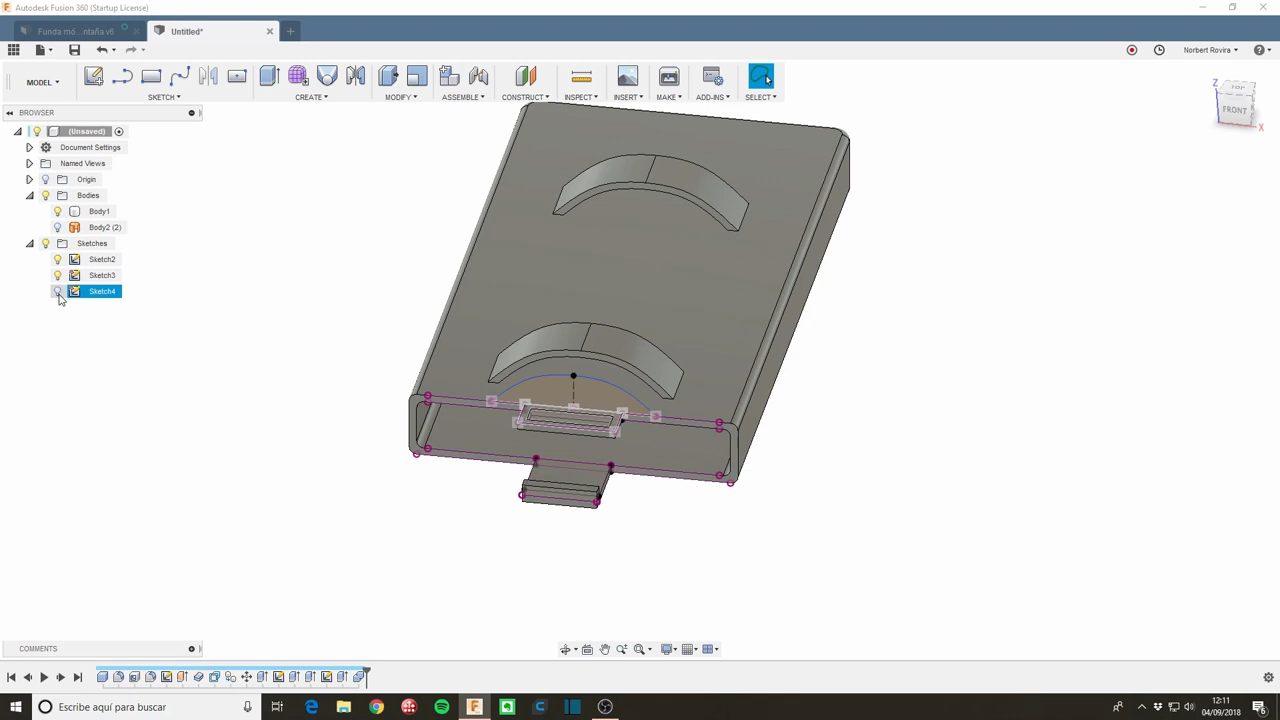 Autodesk Fusion 360 (Startup License)
Funda mó ...ntaña v6
Untitled*
Norbert Rovira
MODEL
SKETCH
CREATE
MODIFY
ASSEMBLE
CONSTRUCT
INSPECT
INSERT
MAKE
ADD-INS
SELECT
BROWSER
(Unsaved)
Document Settings
Named Views
Origin
Bodies
Body1
Body2 (2)
Sketches
Sketch2
Sketch3
Sketch4
Z
TOP
FRONT
X
COMMENTS
Escribe aquí para buscar
12:11
04/09/2018